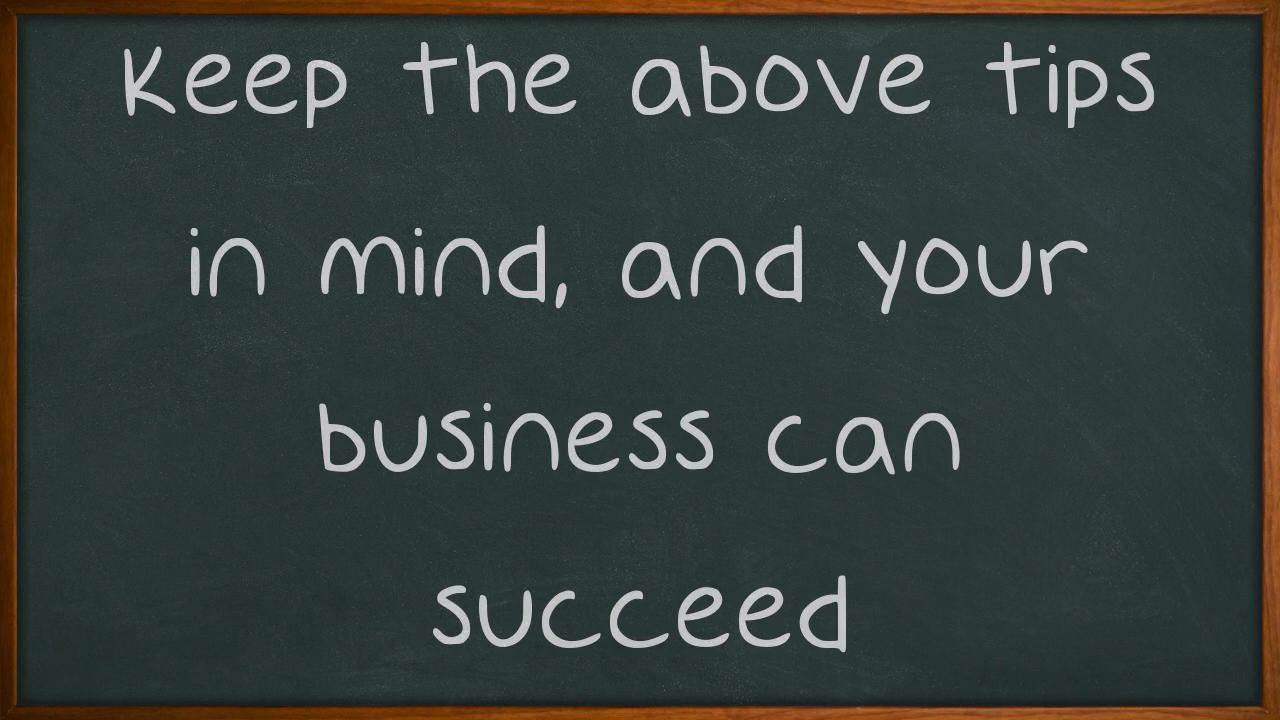 Keep the above tips
in mind, and your
business can
succeed